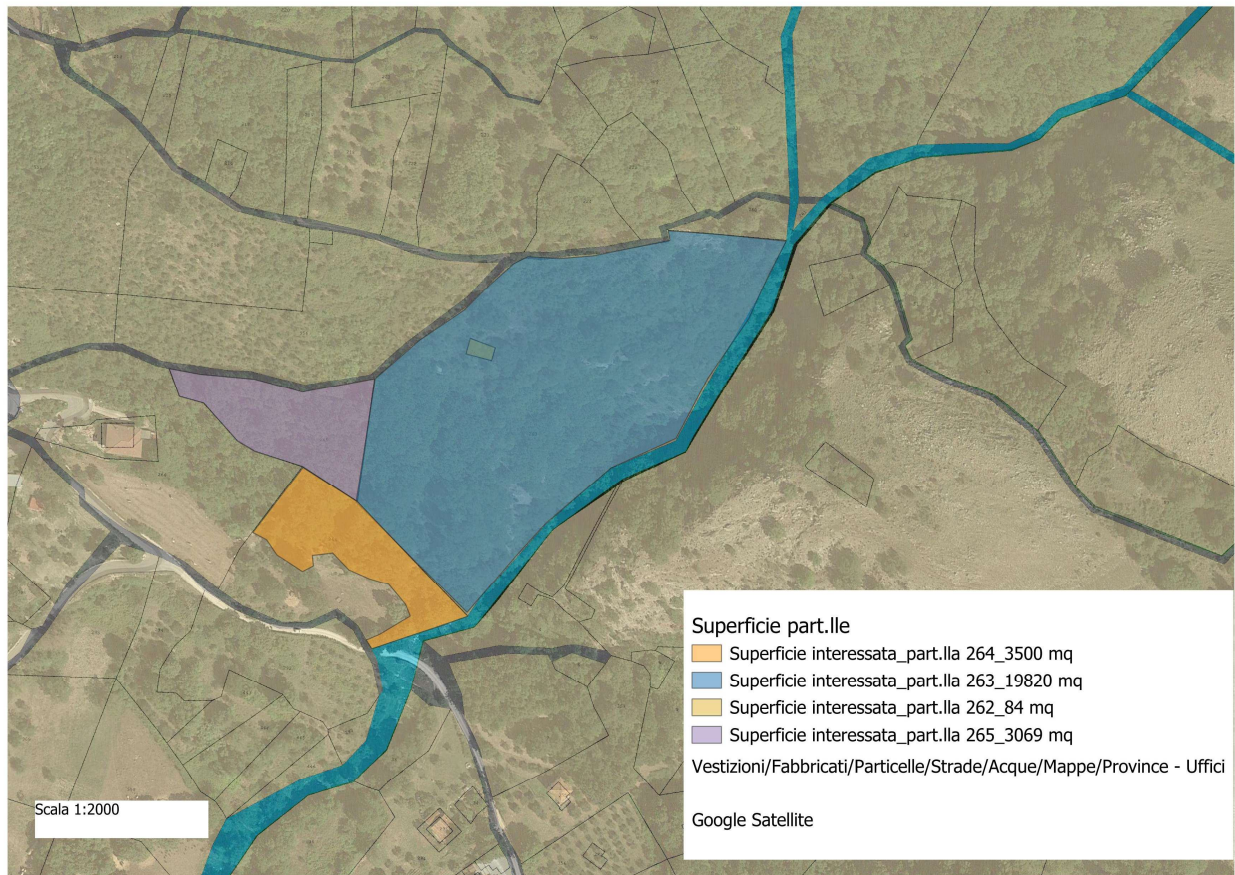 Superficie part.lle
Superficie interessata_part.lla 264_3500 mq
Superficie interessata_part.lla 263_19820 mq
Superficie interessata_part.lla 262_84 mq
Superficie interessata_part.lla 265_3069 mq
Vestizioni/Fabbricati/Particelle/Strade/Acque/Mappe/Province - Uffici
Google Satellite
Scala 1:2000